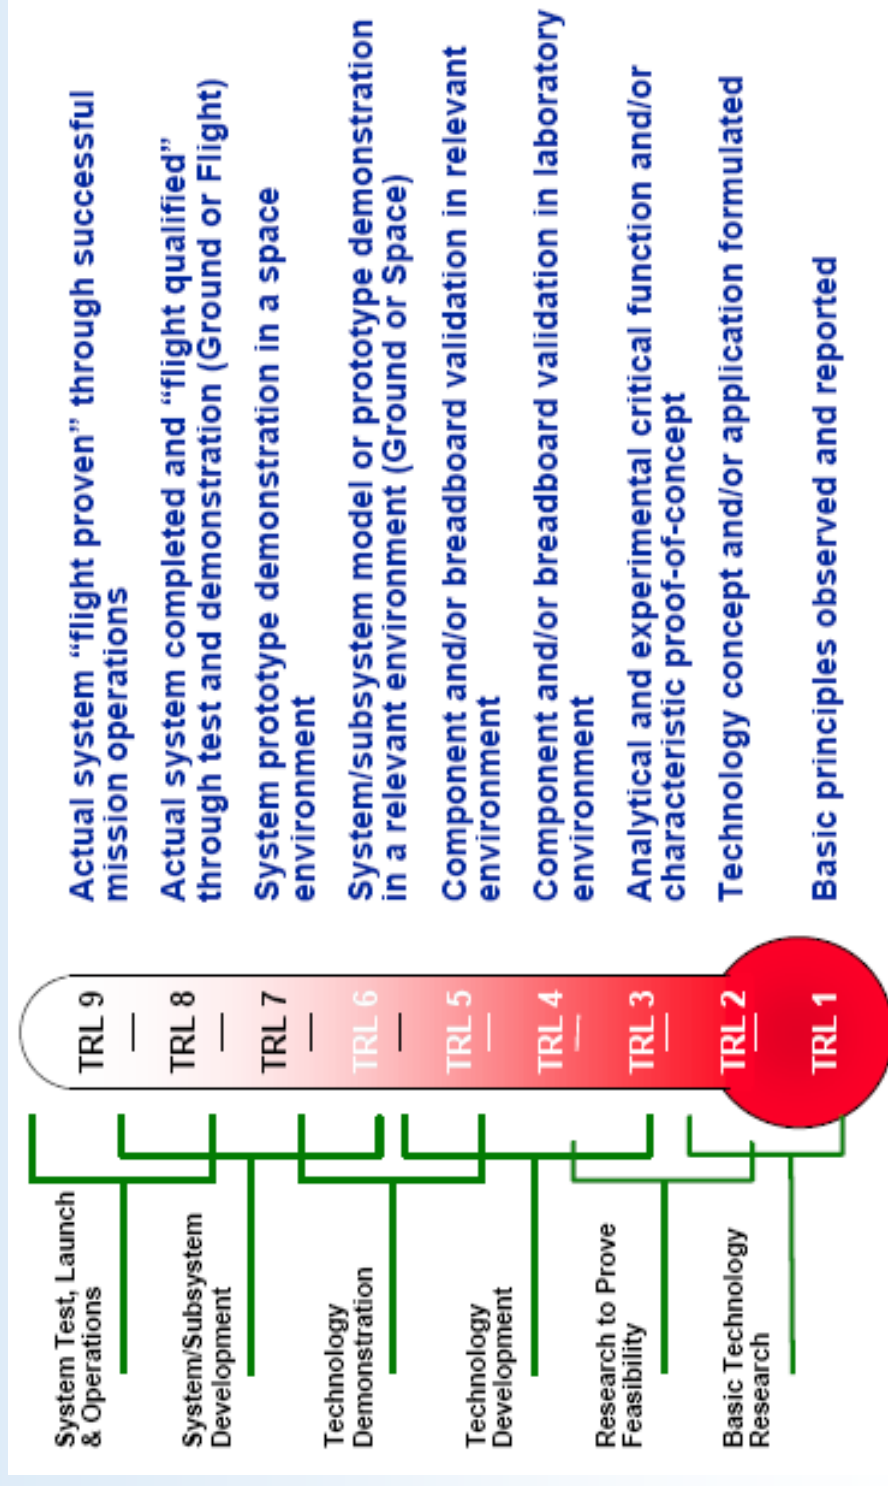 System Test, Launch
& Operations
System/Subsystem
Development
Technology
Demonstration
Technology
Development
Research to Prove
Feasibility
Basic Technology
Research
TRL 9
TRL 8
TRL 7
TRL 6
TRL 5
TRL 4
TRL 3
TRL 2
TRL 1
Actual system “flight proven” through successful
mission operations
Actual system completed and “flight qualified”
through test and demonstration (Ground or Flight)
System prototype demonstration in a space
environment
System/subsystem model or prototype demonstration
in a relevant environment (Ground or Space)
Component and/or breadboard validation in relevant
environment
Component and/or breadboard validation in laboratory
environment
Analytical and experimental critical function and/or
characteristic proof-of-concept
Technology concept and/or application formulated
Basic principles observed and reported